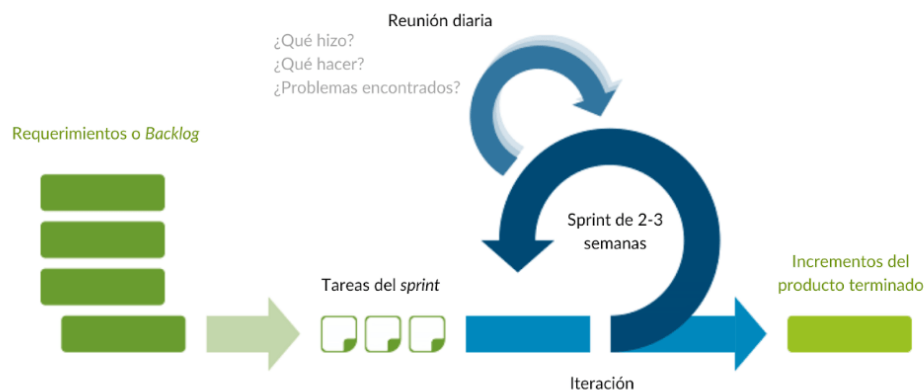 Reunión diaria
¿Qué hizo?
¿Qué hacer?
¿Problemas encontrados?
Requerimientos o Backlog
Sprint de 2-3
semanas
Tareas del sprint
Incrementos del
producto terminado
Iteración